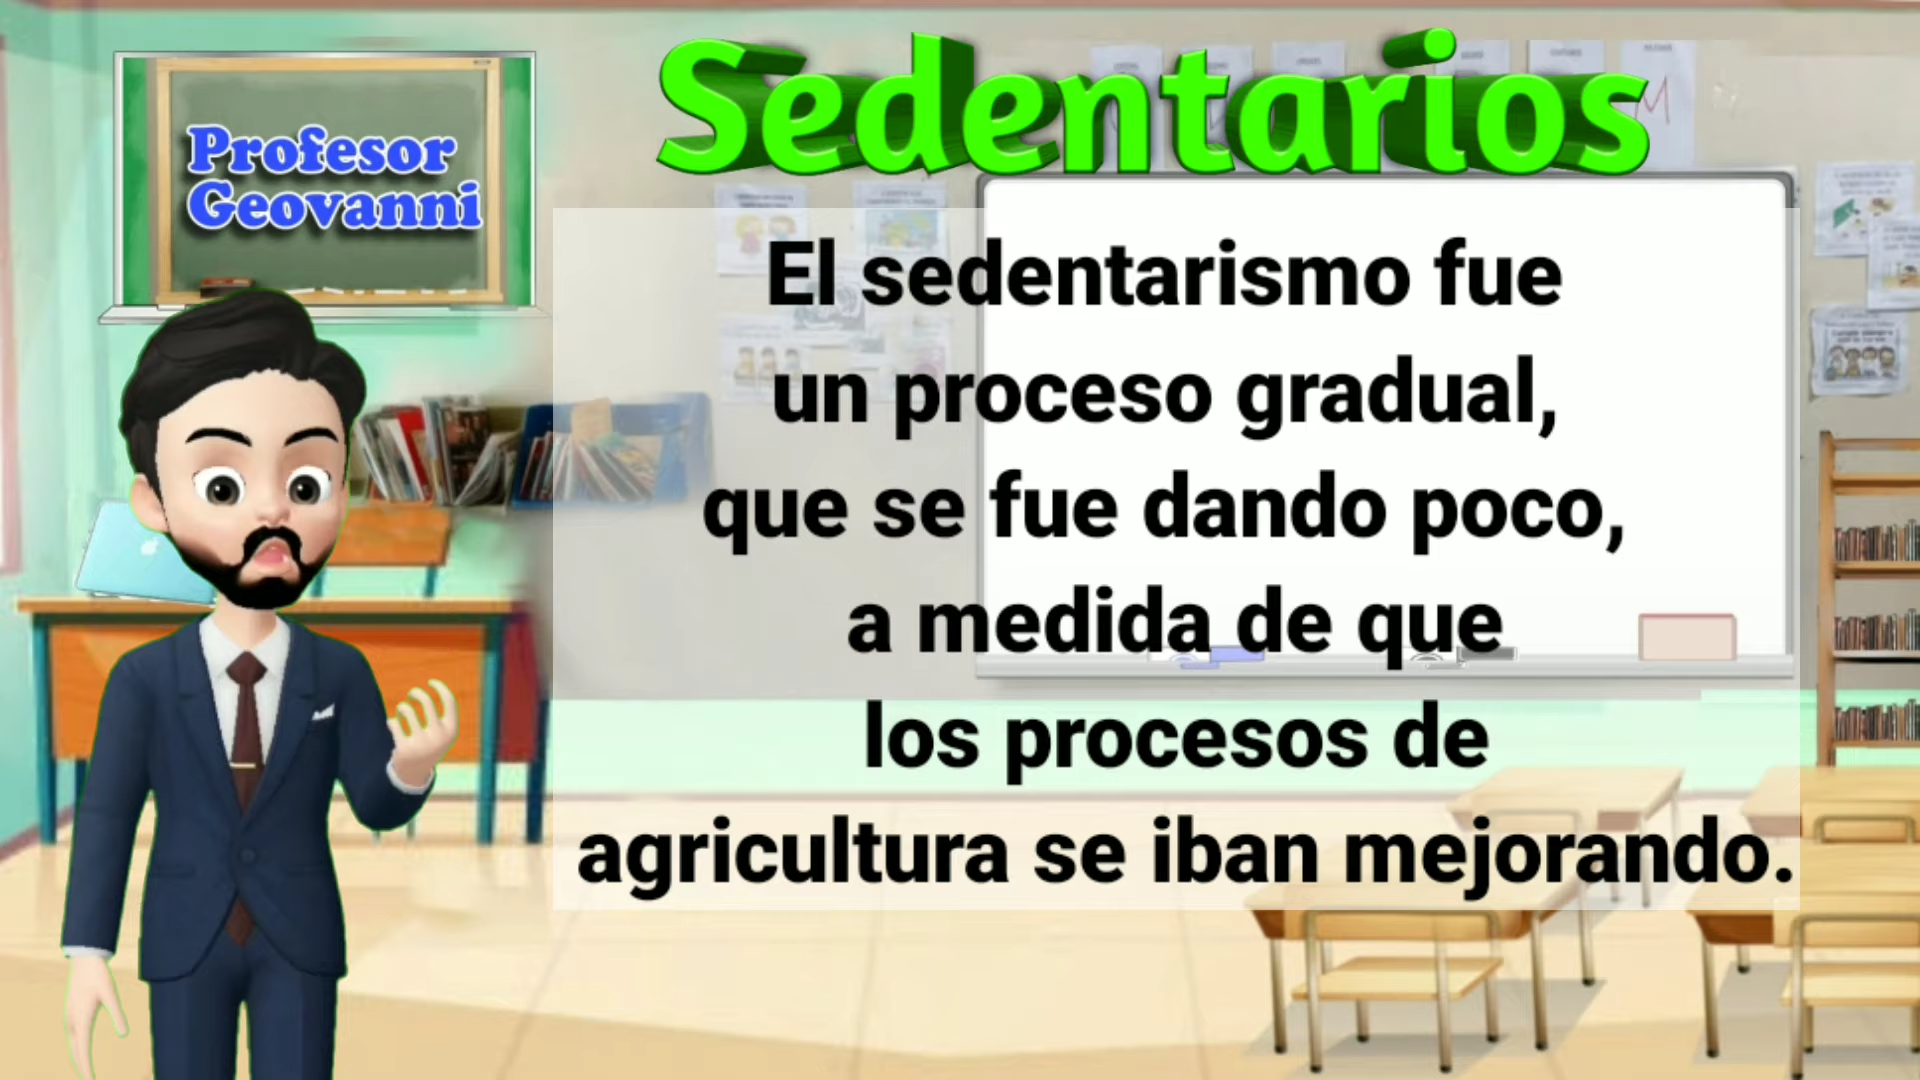 Sedentarios
Profesor
Geovanni
El sedentarismo fue
un proceso gradual,
que se fue dando poco,
a medida de que
los procesos de
agricultura se iban mejorando.